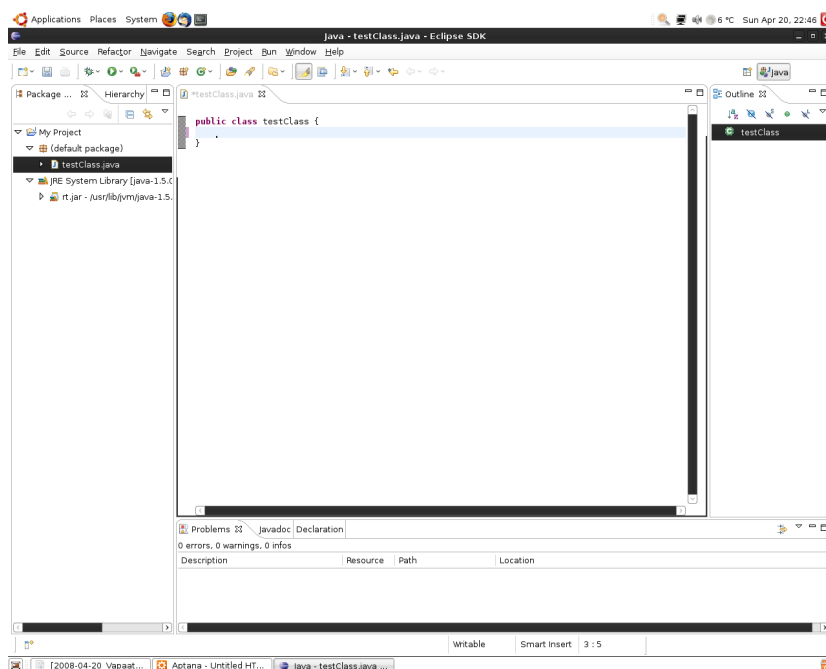 Applications Places System 6 °C Sun Apr 20, 22:46
Java - testClass.java - Eclipse SDK
File Edit Source Refactor Navigate Search Project Run Window Help
Java
Package ... Hierarchy
*testClass.java
Outline
My Project
(default package)
testClass.java
JRE System Library [java-1.5.0
rt.jar - /usr/lib/jvm/java-1.5.
public class testClass {
.
}
testClass
Problems Javadoc Declaration
0 errors, 0 warnings, 0 infos
Description Resource Path Location
Writable Smart Insert 3 : 5
[2008-04-20 Vapaat... Aptana - Untitled HT... Java - testClass.java ...